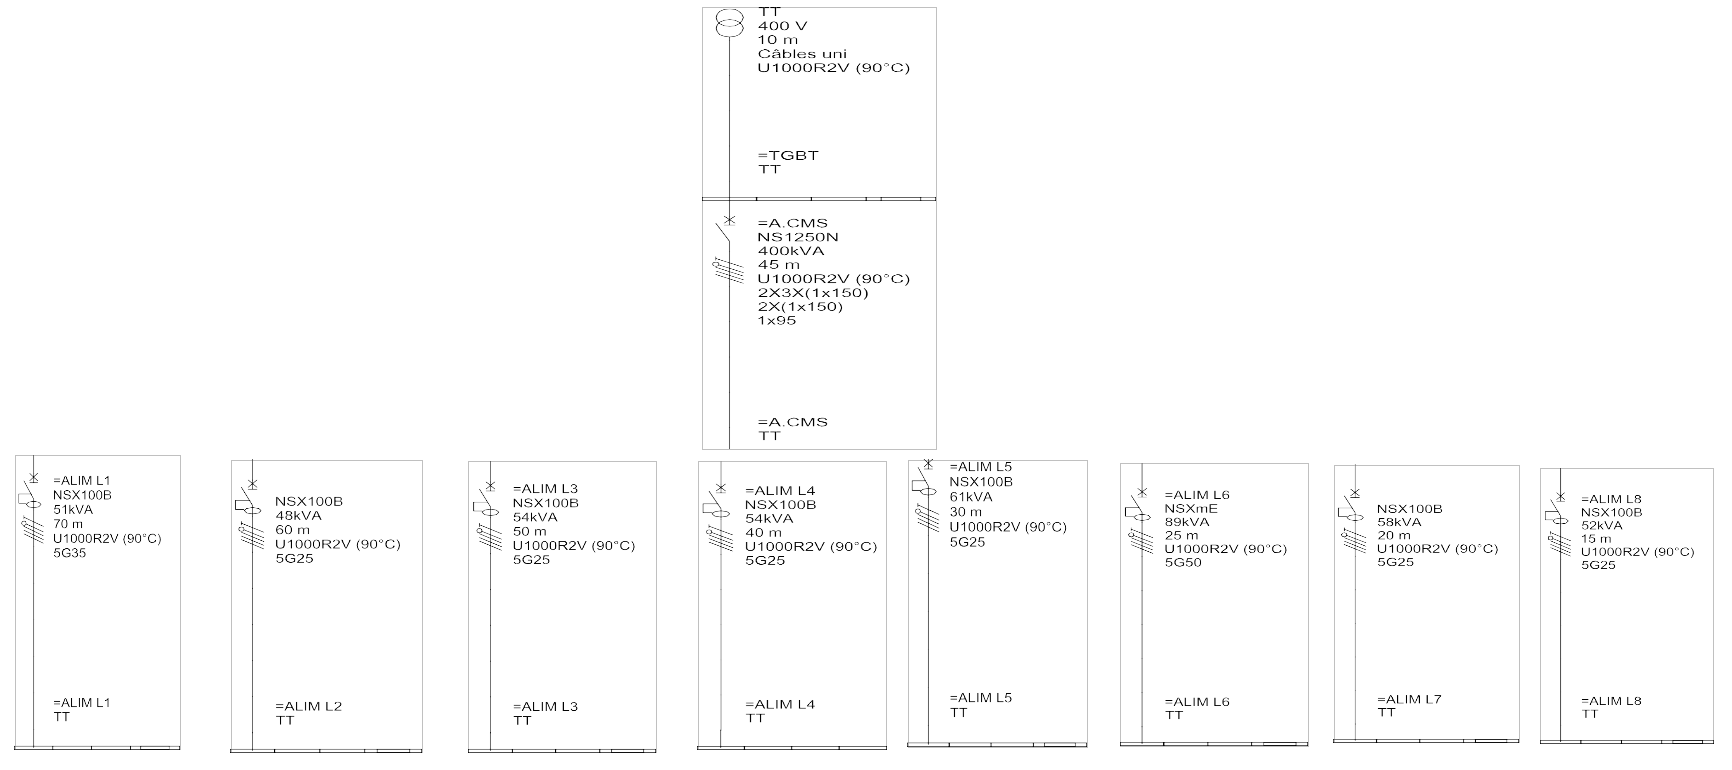 TT
400 V
10 m
Câbles uni
U1000R2V (90°C)
=TGBT
TT
=A.CMS
NS1250N
400kVA
45 m
U1000R2V (90°C)
2X3X(1x150)
2X(1x150)
1x95
=A.CMS
TT
=ALIM L1
NSX100B
51kVA
70 m
U1000R2V (90°C)
5G35
=ALIM L1
TT
NSX100B
48kVA
60 m
U1000R2V (90°C)
5G25
=ALIM L2
TT
=ALIM L3
NSX100B
54kVA
50 m
U1000R2V (90°C)
5G25
=ALIM L3
TT
=ALIM L4
NSX100B
54kVA
40 m
U1000R2V (90°C)
5G25
=ALIM L4
TT
=ALIM L5
NSX100B
61kVA
30 m
U1000R2V (90°C)
5G25
=ALIM L5
TT
=ALIM L6
NSXmE
89kVA
25 m
U1000R2V (90°C)
5G50
=ALIM L6
TT
NSX100B
58kVA
20 m
U1000R2V (90°C)
5G25
=ALIM L7
TT
=ALIM L8
NSX100B
52kVA
15 m
U1000R2V (90°C)
5G25
=ALIM L8
TT